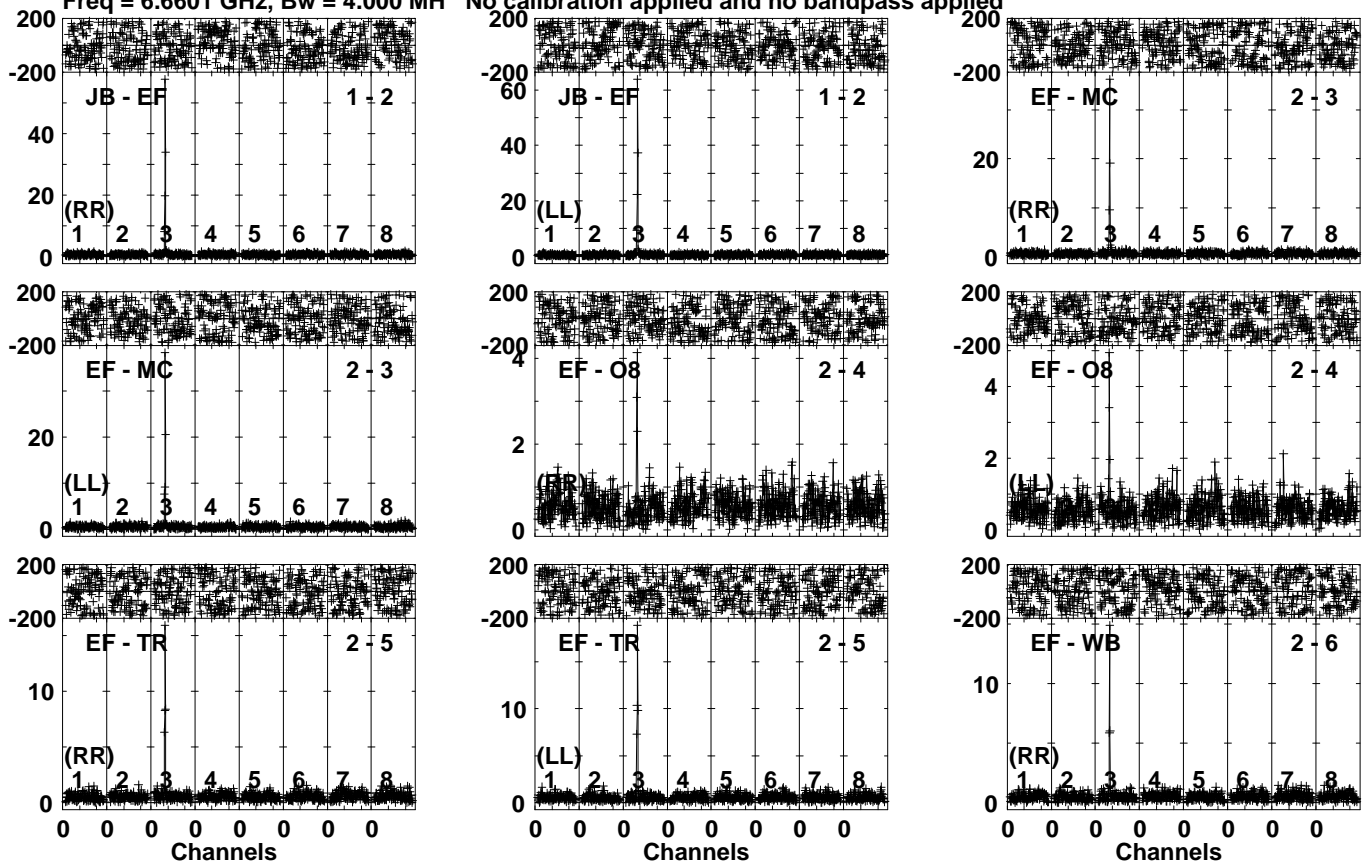 Freq = 6.6601 GHz, Bw = 4.000 MH No calibration applied and no bandpass applied
200 200 200
-200 -200 -200
JB - EF 1 - 2 60 JB - EF 1 - 2 EF - MC 2 - 3
40 40 20
20 20
(RR) (LL) (RR)
1 2 3 4 5 6 7 8 1 2 3 4 5 6 7 8 1 2 3 4 5 6 7 8
0 0 0
200 200 200
-200 -200 -200
EF - MC 2 - 3 4 EF - O8 2 - 4 4 EF - O8 2 - 4
20 2 2
(LL) (RR) (LL)
1 2 3 4 5 6 7 8
0 0 0
200 200 200
-200 -200 -200
EF - TR 2 - 5 EF - TR 2 - 5 EF - WB 2 - 6
10 10 10
(RR) (LL) (RR)
1 2 3 4 5 6 7 8 1 2 3 4 5 6 7 8 1 2 3 4 5 6 7 8
0 0 0
0 0 0 0 0 0 0 0 0 0 0 0 0 0 0 0 0 0 0 0 0 0 0 0
Channels Channels Channels